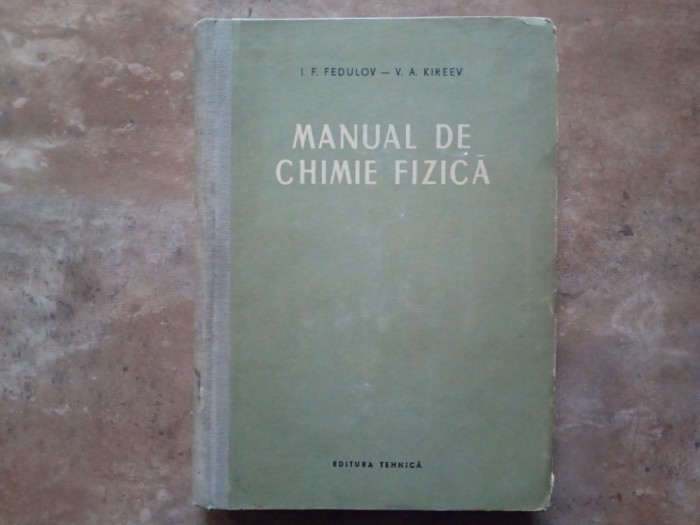 I. F. FEDULOV — V. A. KIREEV
MANUAL DE
CHIMIE FIZICĂ
EDITURA TEHNICĂ